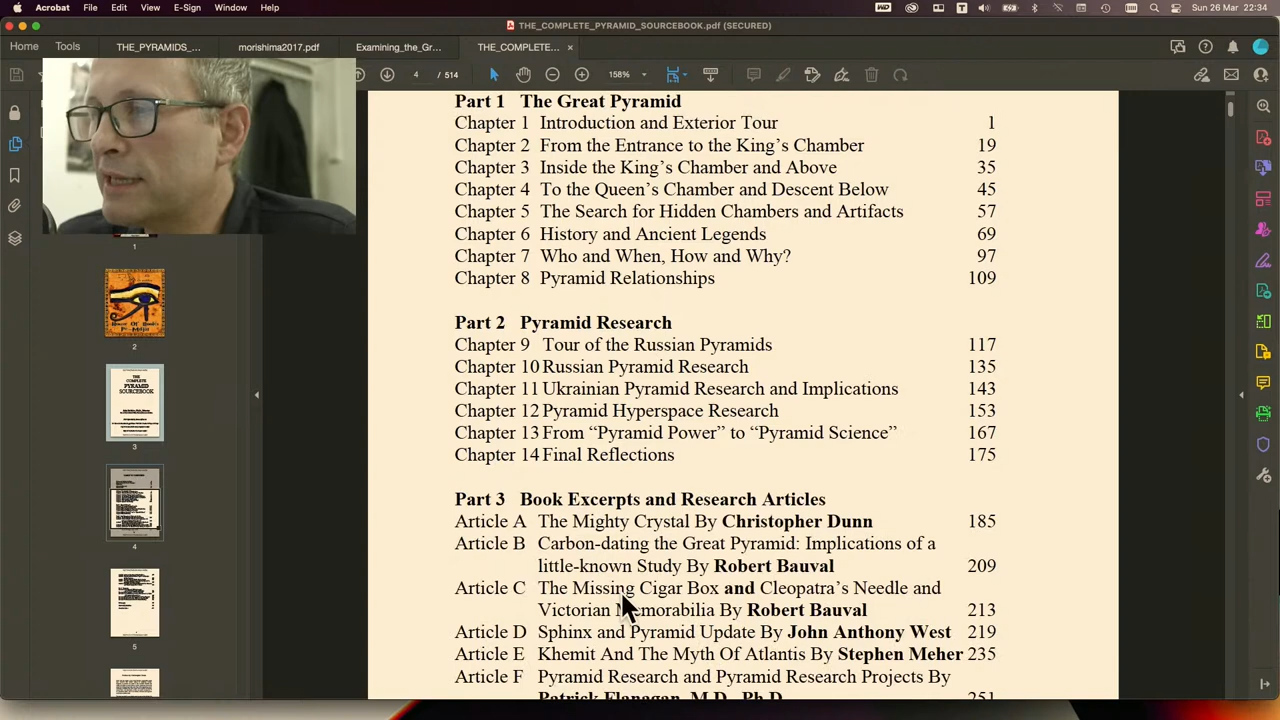 Acrobat File Edit View E-Sign Window Help
Sun 26 Mar 22:34
THE_COMPLETE_PYRAMID_SOURCEBOOK.pdf (SECURED)
Home Tools THE_PYRAMIDS_... morishima2017.pdf Examining_the_Gr... THE_COMPLETE... ×
4 / 514 158%
Part 1 The Great Pyramid
Chapter 1 Introduction and Exterior Tour 1
Chapter 2 From the Entrance to the King's Chamber 19
Chapter 3 Inside the King's Chamber and Above 35
Chapter 4 To the Queen's Chamber and Descent Below 45
Chapter 5 The Search for Hidden Chambers and Artifacts 57
Chapter 6 History and Ancient Legends 69
Chapter 7 Who and When, How and Why? 97
Chapter 8 Pyramid Relationships 109
Part 2 Pyramid Research
Chapter 9 Tour of the Russian Pyramids 117
Chapter 10 Russian Pyramid Research 135
Chapter 11 Ukrainian Pyramid Research and Implications 143
Chapter 12 Pyramid Hyperspace Research 153
Chapter 13 From “Pyramid Power” to “Pyramid Science” 167
Chapter 14 Final Reflections 175
Part 3 Book Excerpts and Research Articles
Article A The Mighty Crystal By Christopher Dunn 185
Article B Carbon-dating the Great Pyramid: Implications of a
little-known Study By Robert Bauval 209
Article C The Missing Cigar Box and Cleopatra's Needle and
Victorian Memorabilia By Robert Bauval 213
Article D Sphinx and Pyramid Update By John Anthony West 219
Article E Khemit And The Myth Of Atlantis By Stephen Meher 235
Article F Pyramid Research and Pyramid Research Projects By
Patrick Flanagan, M.D., Ph.D. 251
1
2
THE
COMPLETE
PYRAMID
SOURCEBOOK
3
4
5